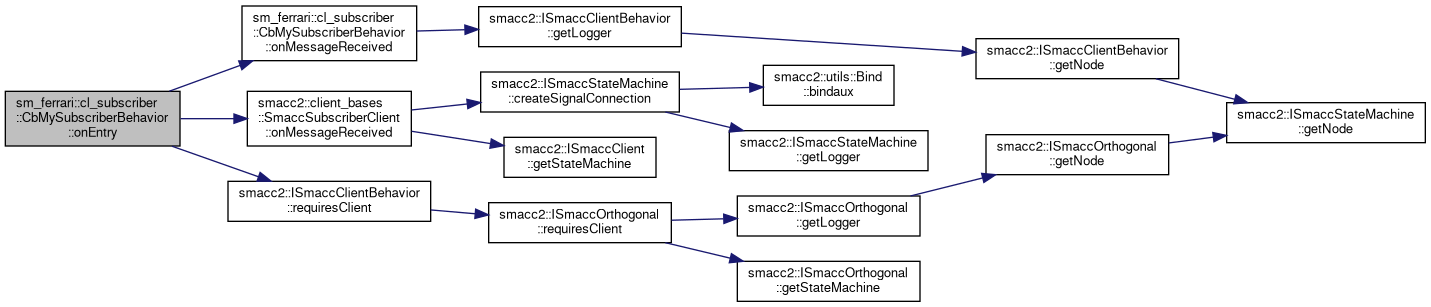 sm_ferrari::cl_subscriber
::CbMySubscriberBehavior
::onEntry
sm_ferrari::cl_subscriber
::CbMySubscriberBehavior
::onMessageReceived
smacc2::ISmaccClientBehavior
::getLogger
smacc2::ISmaccClientBehavior
::getNode
smacc2::ISmaccStateMachine
::getNode
smacc2::client_bases
::SmaccSubscriberClient
::onMessageReceived
smacc2::ISmaccStateMachine
::createSignalConnection
smacc2::utils::Bind
::bindaux
smacc2::ISmaccStateMachine
::getLogger
smacc2::ISmaccClient
::getStateMachine
smacc2::ISmaccClientBehavior
::requiresClient
smacc2::ISmaccOrthogonal
::requiresClient
smacc2::ISmaccOrthogonal
::getLogger
smacc2::ISmaccOrthogonal
::getNode
smacc2::ISmaccOrthogonal
::getStateMachine